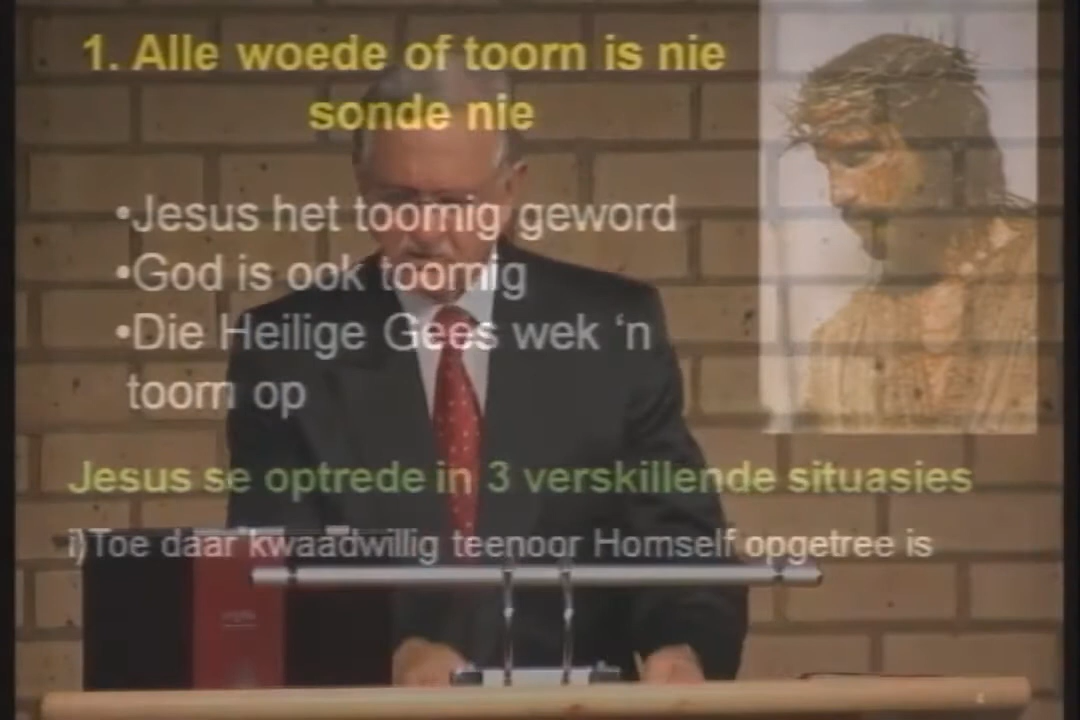 1. Alle woede of toorn is nie
sonde nie
•Jesus het toornig geword
•God is ook toornig
•Die Heilige Gees wek ‘n
toorn op
Jesus se optrede in 3 verskillende situasies
i)Toe daar kwaadwillig teenoor Homself opgetree is